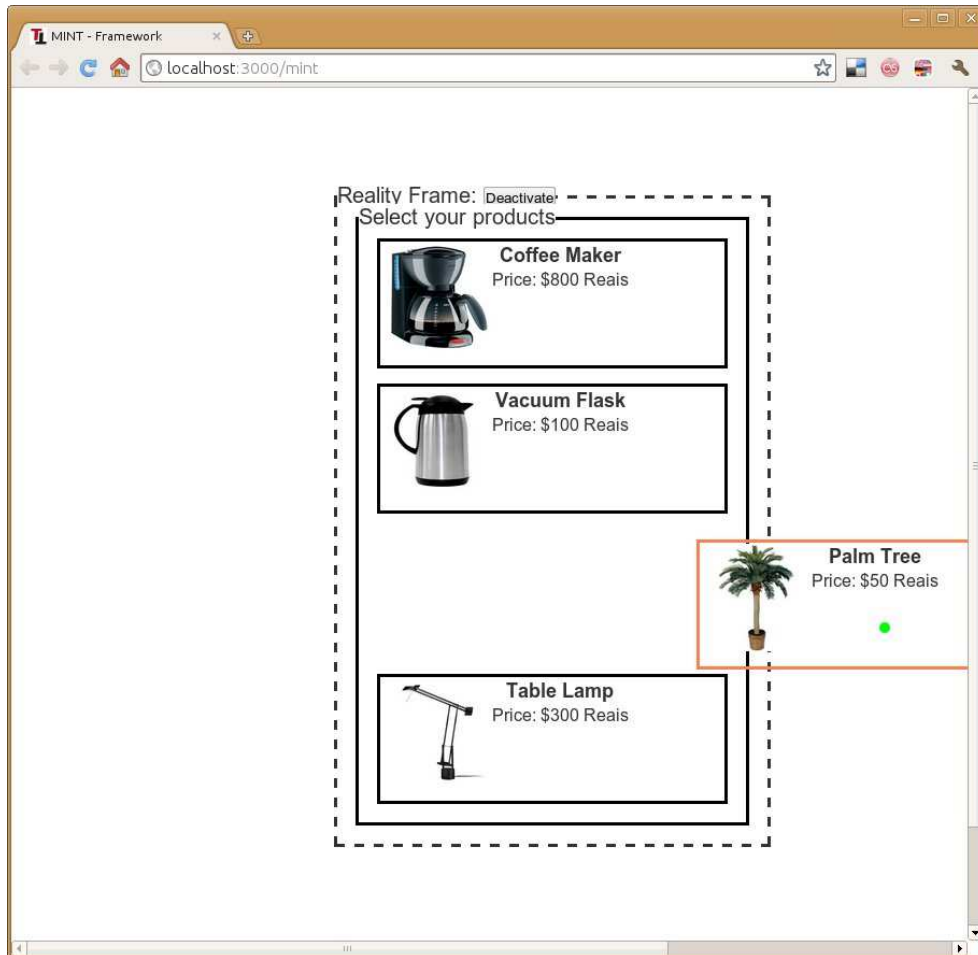 MINT - Framework
localhost:3000/mint
Reality Frame: Deactivate
Select your products
Coffee Maker
Price: $800 Reais
Vacuum Flask
Price: $100 Reais
Palm Tree
Price: $50 Reais
Table Lamp
Price: $300 Reais